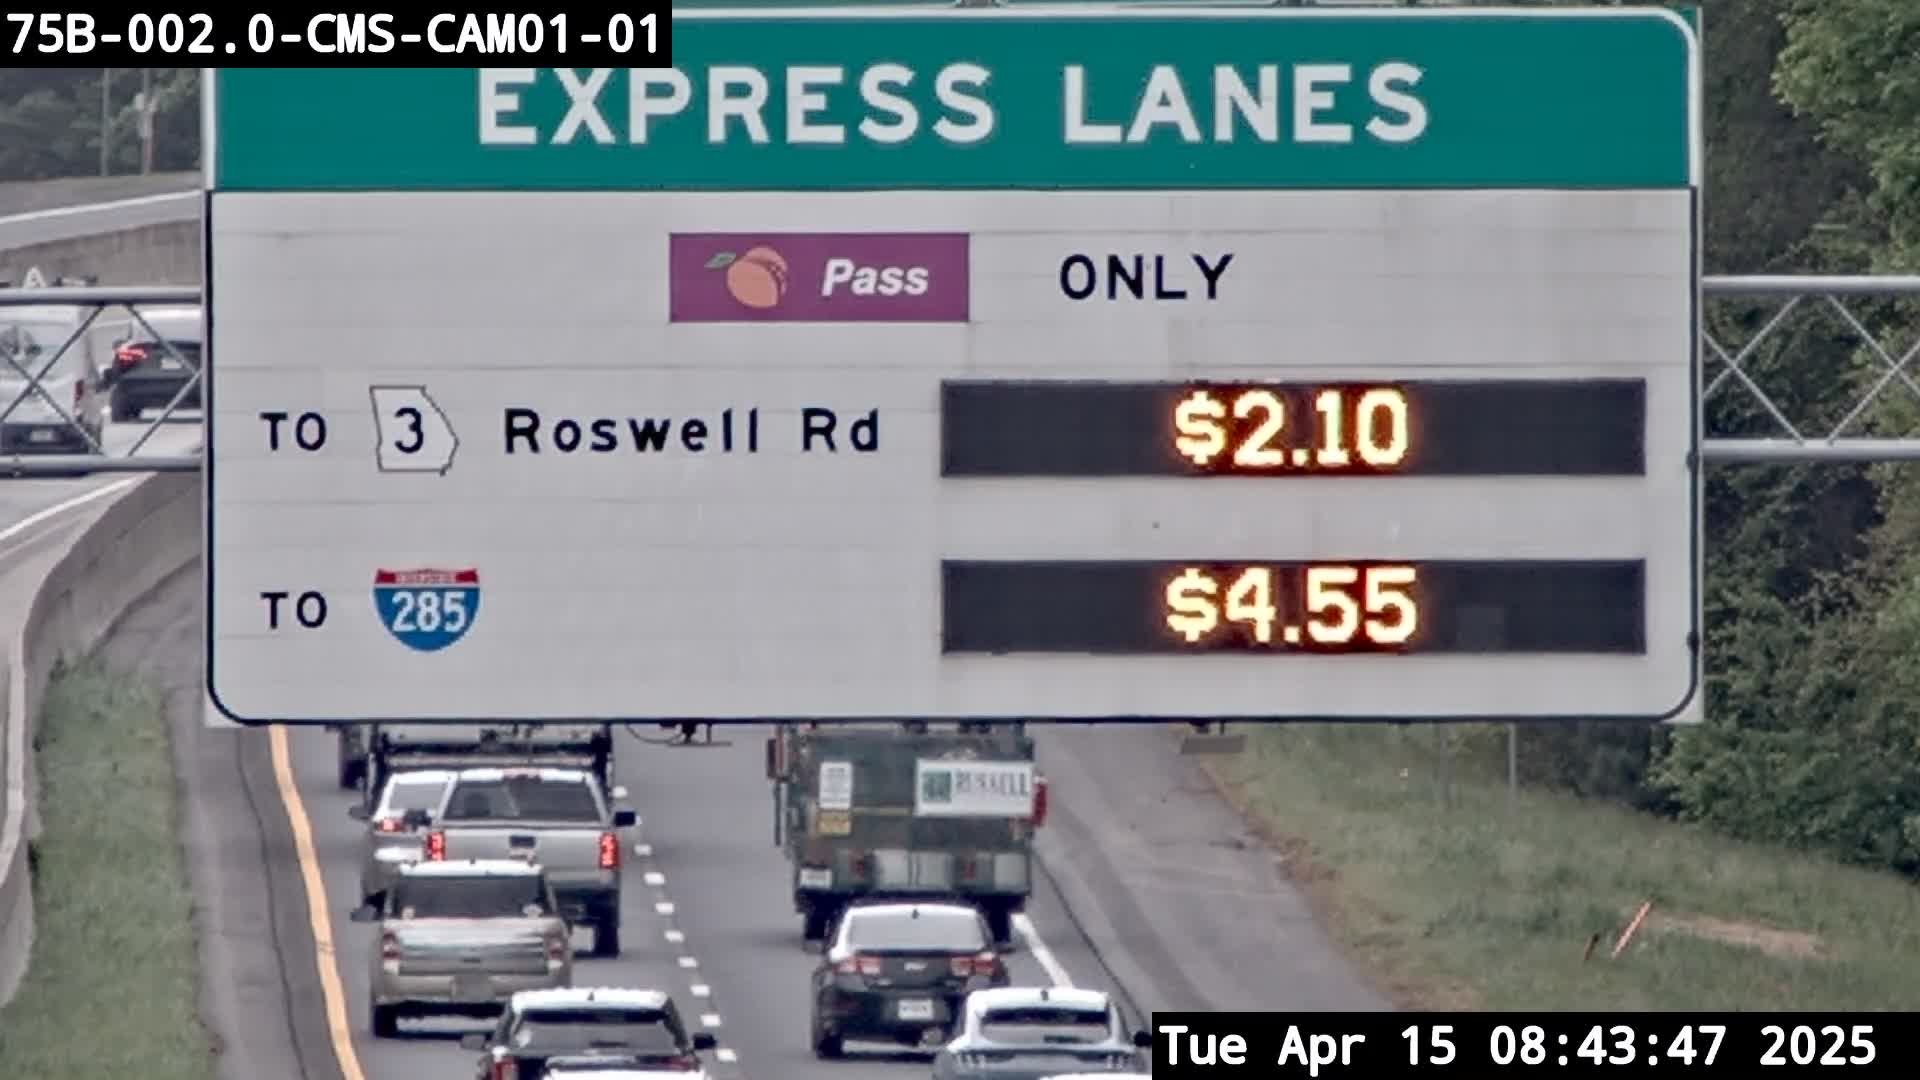 75B-002.0-CMS-CAM01-01
EXPRESS LANES
Pass ONLY
TO 3 Roswell Rd $2.10
TO 285 $4.55
RUSSELL
Tue Apr 15 08:43:47 2025